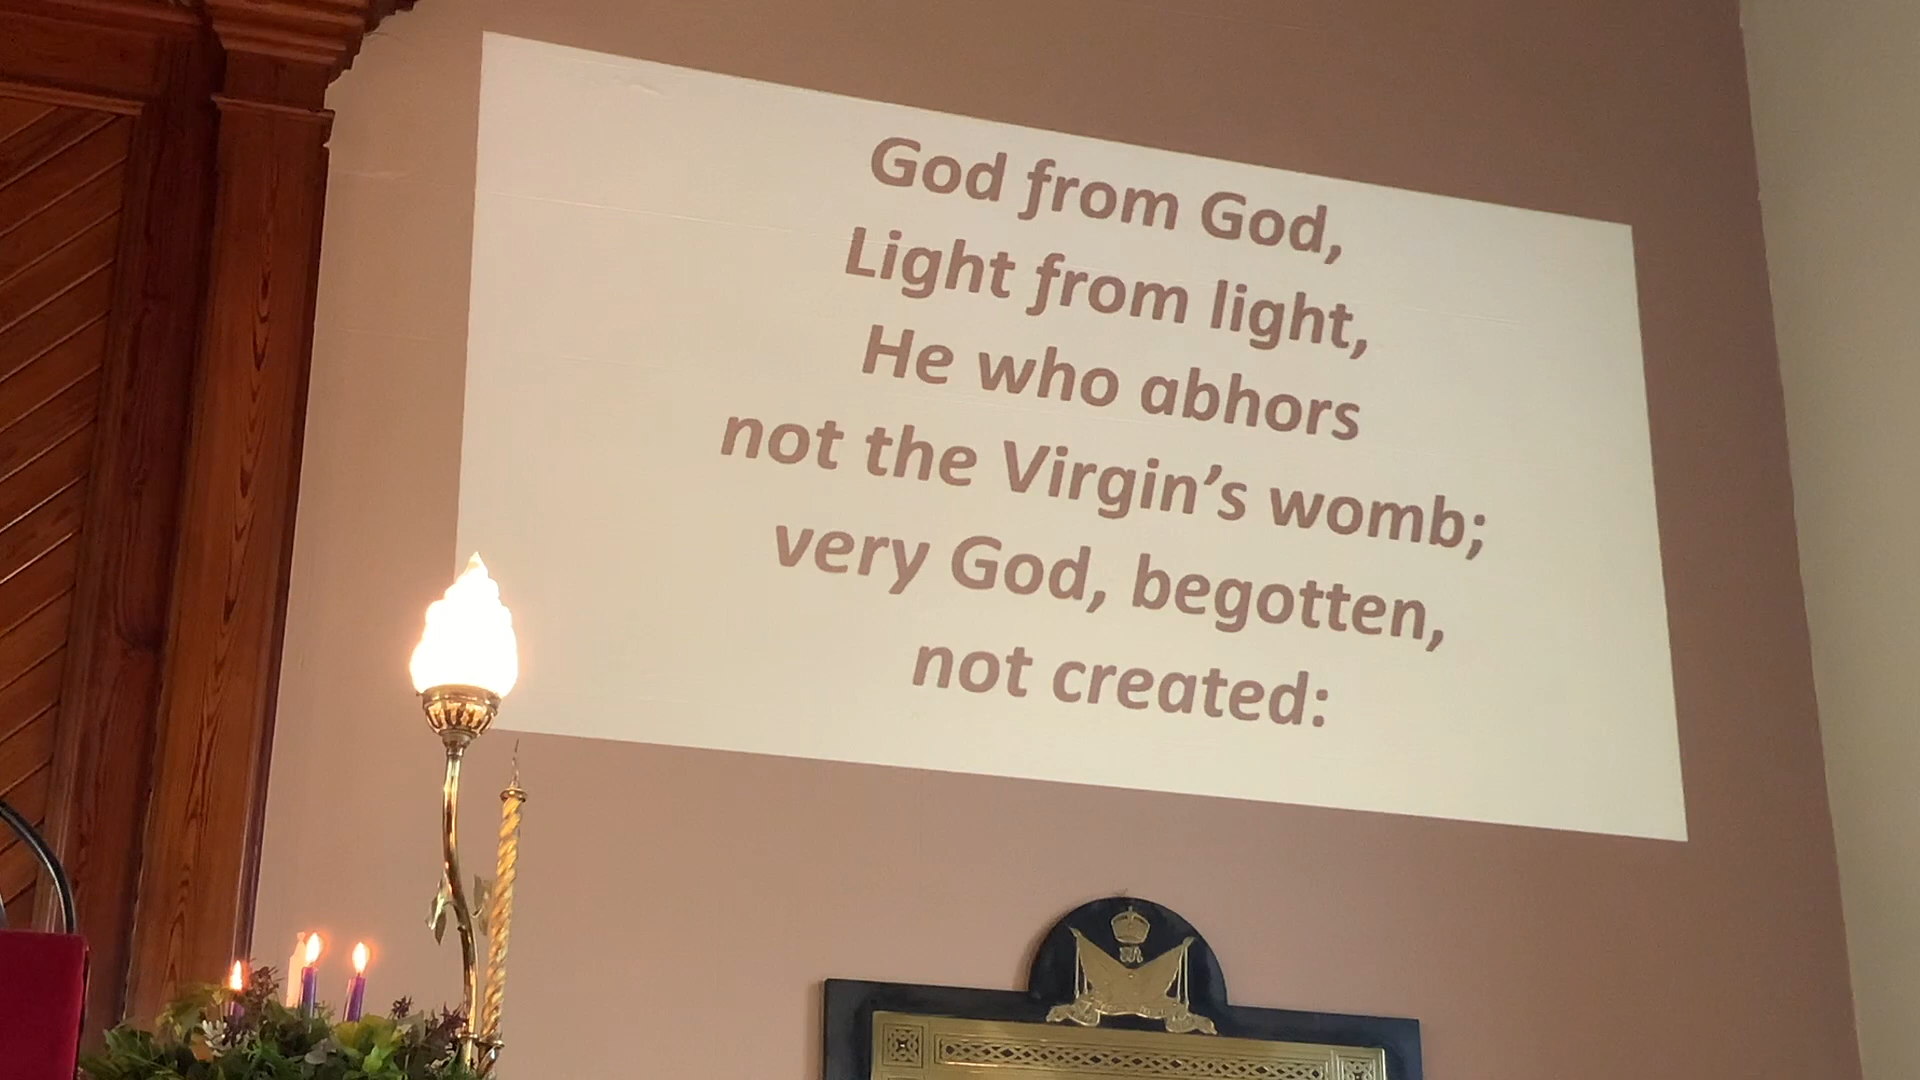 God from God,
Light from light,
He who abhors
not the Virgin’s womb;
very God, begotten,
not created: